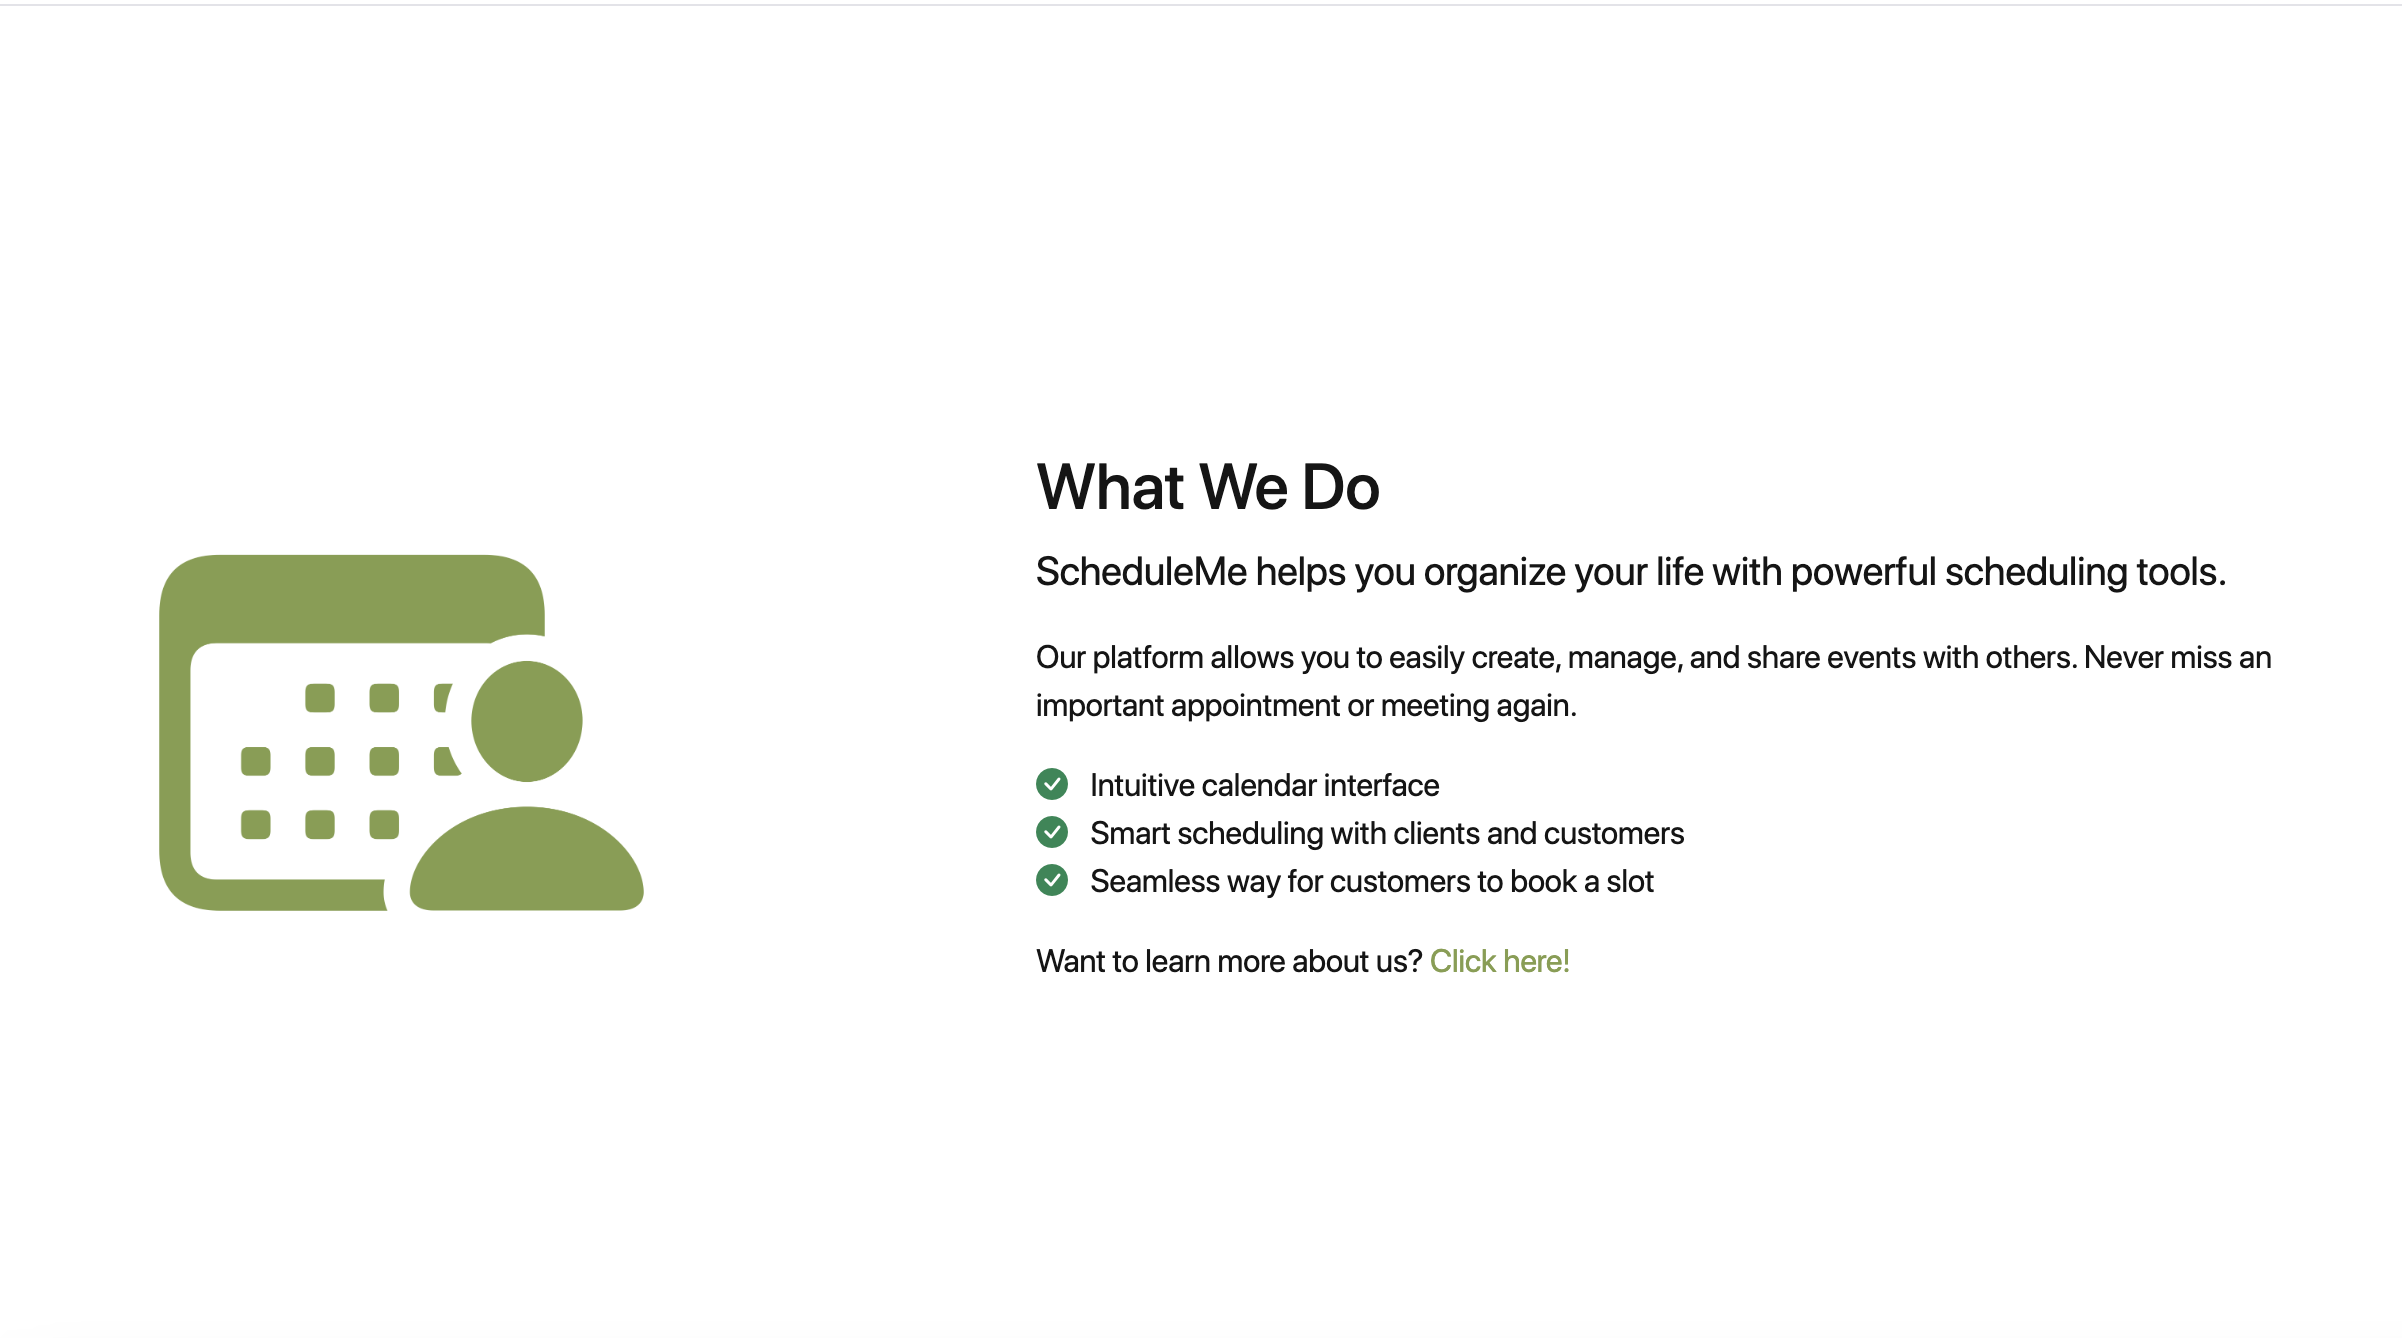 What We Do
ScheduleMe helps you organize your life with powerful scheduling tools.
Our platform allows you to easily create, manage, and share events with others. Never miss an
important appointment or meeting again.
Intuitive calendar interface
Smart scheduling with clients and customers
Seamless way for customers to book a slot
Want to learn more about us? Click here!